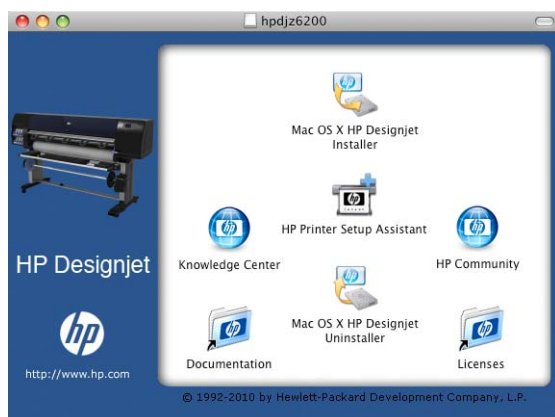 hpdjz6200
Mac OS X HP Designjet
Installer
HP Printer Setup Assistant
Knowledge Center
HP Community
HP Designjet
Mac OS X HP Designjet
Uninstaller
Documentation
Licenses
hp
http://www.hp.com
© 1992-2010 by Hewlett-Packard Development Company, L.P.